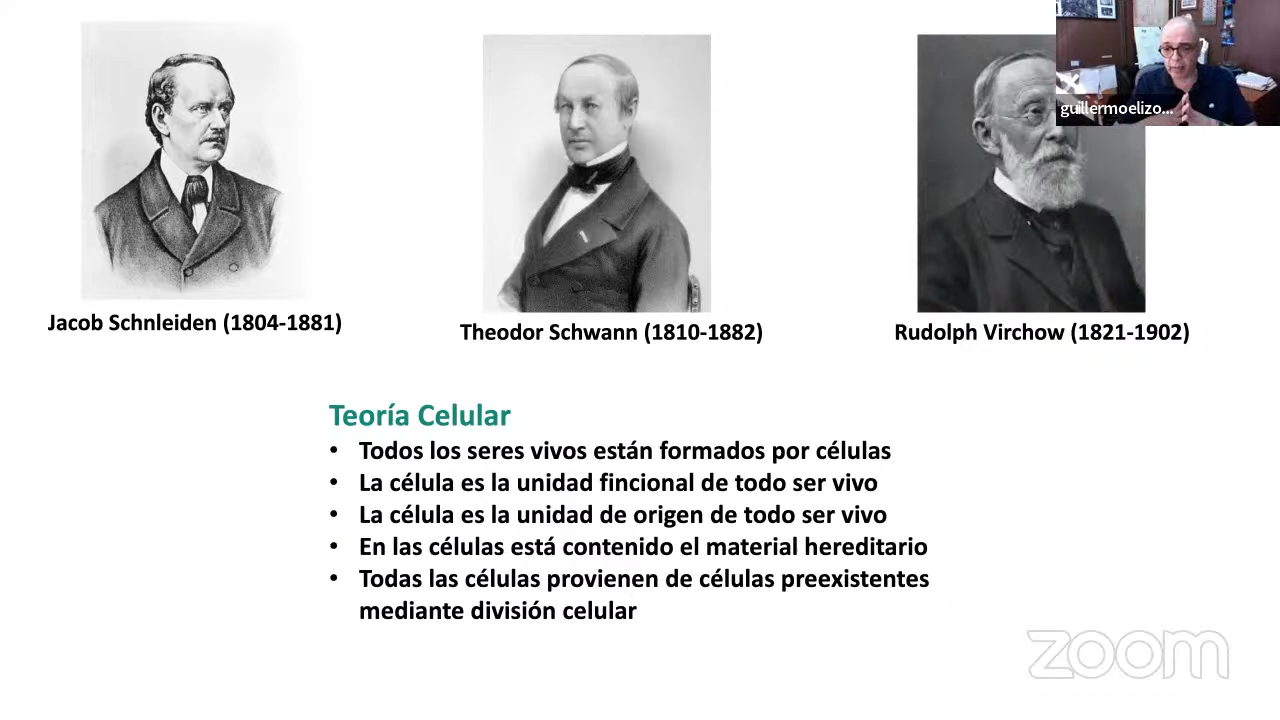 guillermoelizo...
Jacob Schnleiden (1804-1881)
Theodor Schwann (1810-1882)
Rudolph Virchow (1821-1902)
Teoría Celular
• Todos los seres vivos están formados por células
• La célula es la unidad fincional de todo ser vivo
• La célula es la unidad de origen de todo ser vivo
• En las células está contenido el material hereditario
• Todas las células provienen de células preexistentes
mediante división celular
zoom